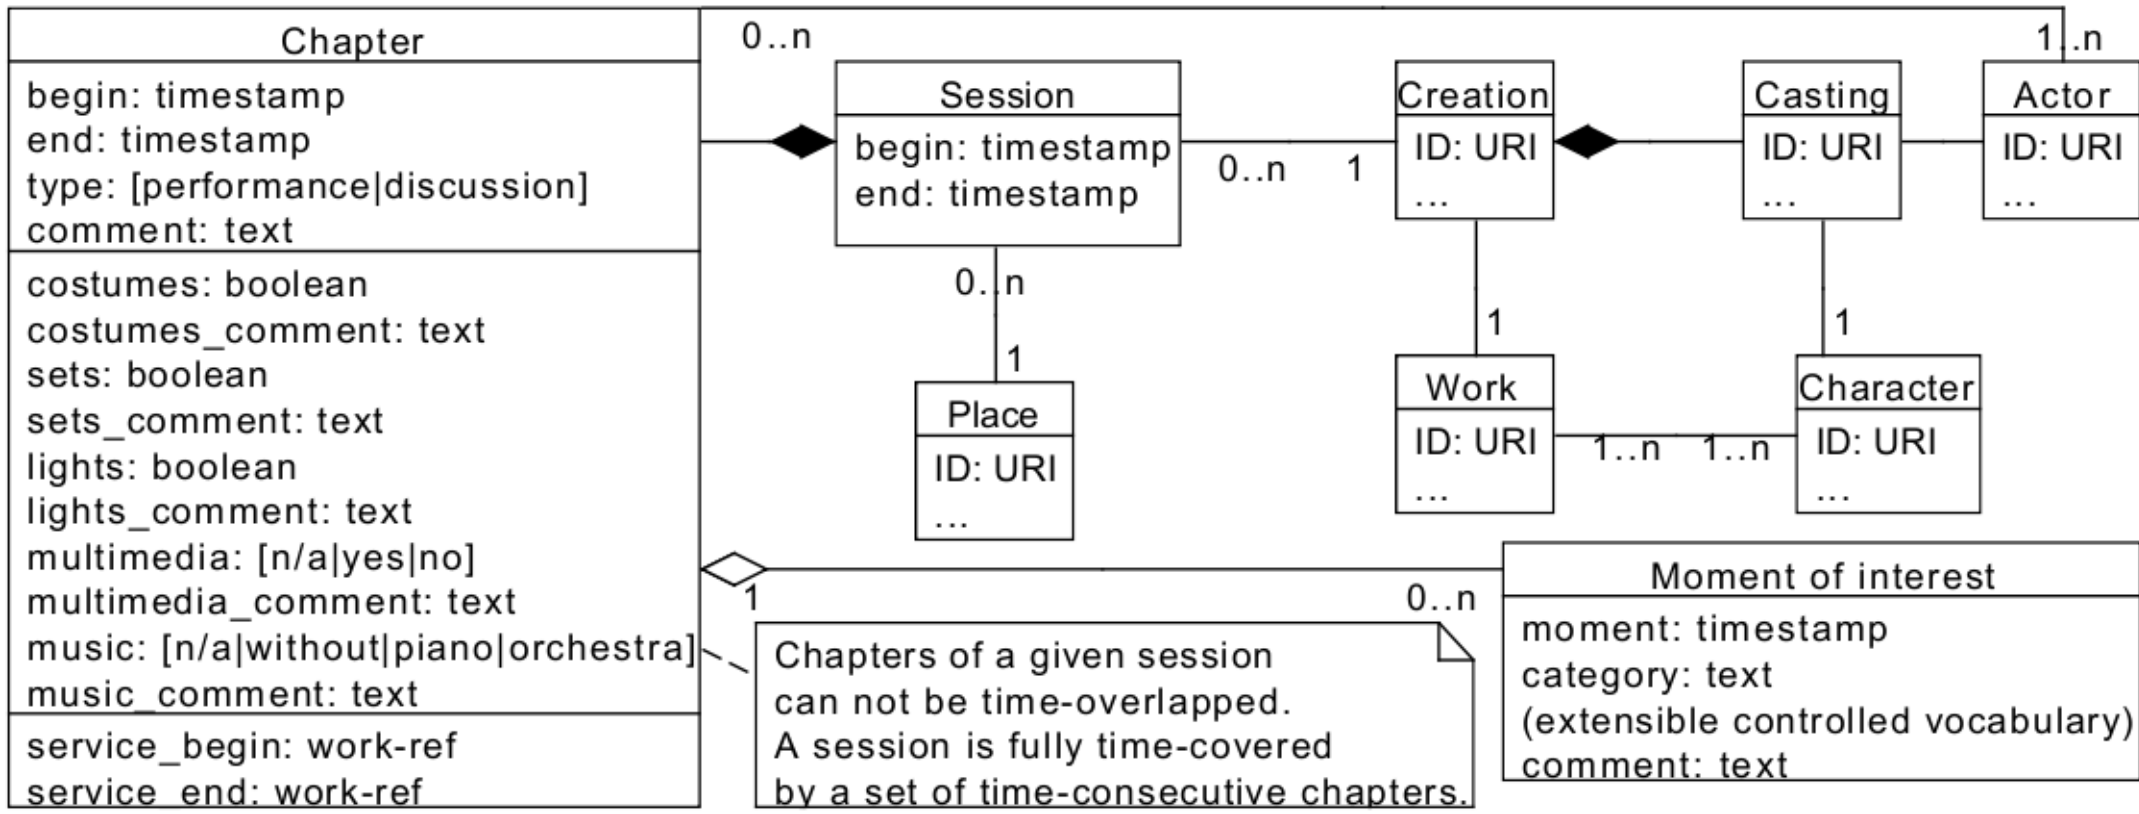 Chapter
begin: timestamp
end: timestamp
type: [performance|discussion]
comment: text
costumes: boolean
costumes_comment: text
sets: boolean
sets_comment: text
lights: boolean
lights_comment: text
multimedia: [n/a|yes|no]
multimedia_comment: text
music: [n/a|without|piano|orchestra]
music_comment: text
service_begin: work-ref
service_end: work-ref
0..n
1..n
Session
begin: timestamp
end: timestamp
0..n
1
Creation
ID: URI
...
Casting
ID: URI
...
Actor
ID: URI
...
0..n
1
Place
ID: URI
...
1
Work
ID: URI
...
1..n
1..n
1
Character
ID: URI
...
1
0..n
Moment of interest
moment: timestamp
category: text
(extensible controlled vocabulary)
comment: text
Chapters of a given session
can not be time-overlapped.
A session is fully time-covered
by a set of time-consecutive chapters.